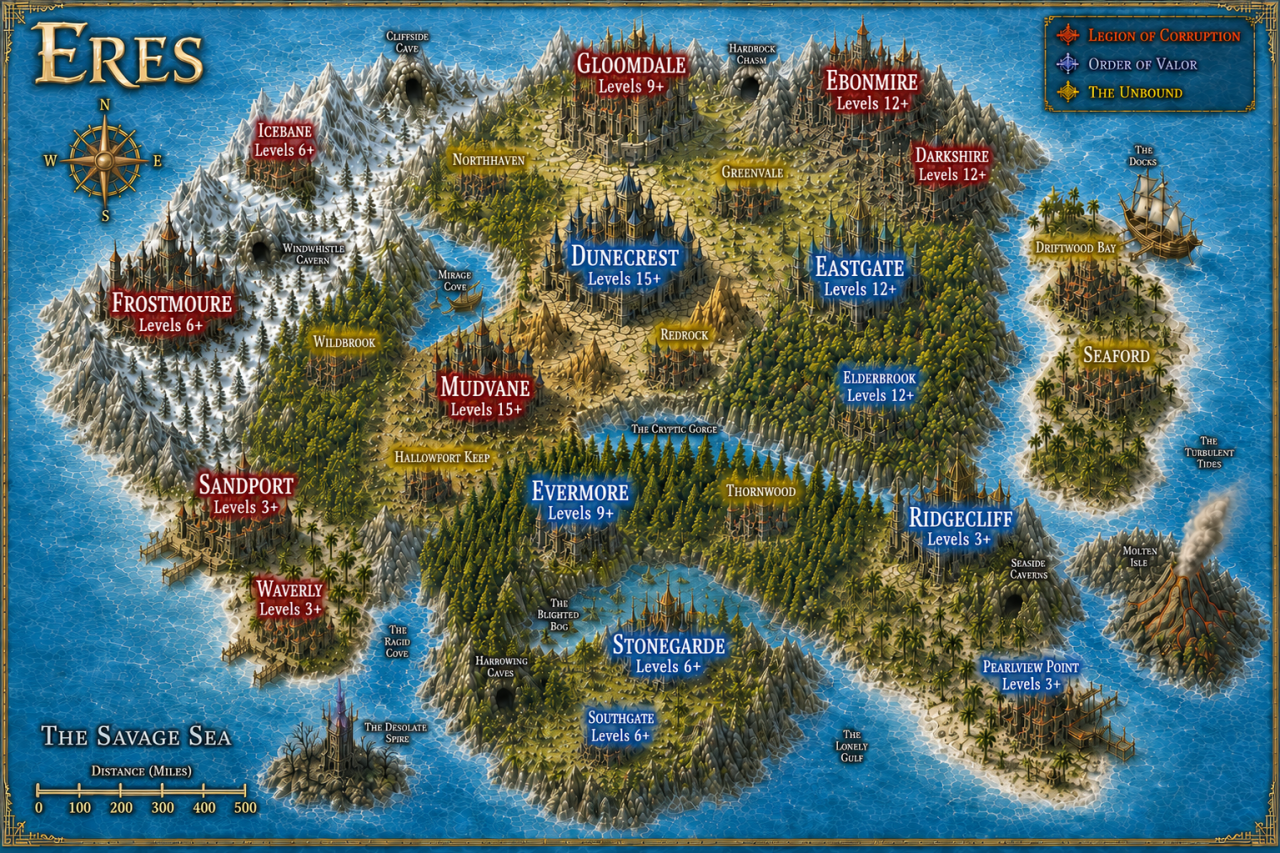 ERES
N
W
E
S
CLIFFSIDE
CAVE
GLOOMDALE
Levels 9+
HARDROCK
CHASM
EBONMIRE
Levels 12+
LEGION OF CORRUPTION
ORDER OF VALOR
THE UNBOUND
ICEBANE
Levels 6+
NORTHHAVEN
GREENVALE
DARKSHIRE
Levels 12+
THE
DOCKS
WINDWHISTLE
CAVERN
MIRAGE
COVE
DUNECREST
Levels 15+
EASTGATE
Levels 12+
DRIFTWOOD BAY
FROSTMOURE
Levels 6+
WILDBROOK
REDROCK
SEAFORD
MUDVANE
Levels 15+
ELDERBROOK
Levels 12+
THE CRYPTIC GORGE
THE
TURBULENT
TIDES
HALLOWFORT KEEP
SANDPORT
Levels 3+
EVERMORE
Levels 9+
THORNWOOD
RIDGECLIFF
Levels 3+
MOLTEN
ISLE
SEASIDE
CAVERNS
WAVERLY
Levels 3+
THE
RAGID
COVE
THE
BLIGHTED
BOG
STONEGARDE
Levels 6+
HARROWING
CAVES
PEARLVIEW POINT
Levels 3+
SOUTHGATE
Levels 6+
THE DESOLATE
SPIRE
THE
LONELY
GULF
THE SAVAGE SEA
DISTANCE (MILES)
0 100 200 300 400 500